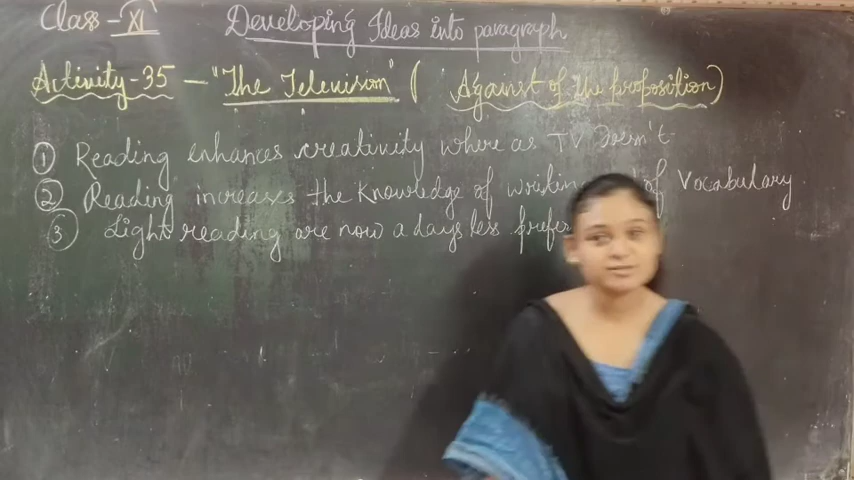 Class - XI Developing Ideas into paragraph
Activity-35 — "The Television" ( Against of the proposition)
① Reading enhances creativity where as TV Doesn't
② Reading increases the Knowledge of writing of Vocabulary
③ Light reading are now a days less